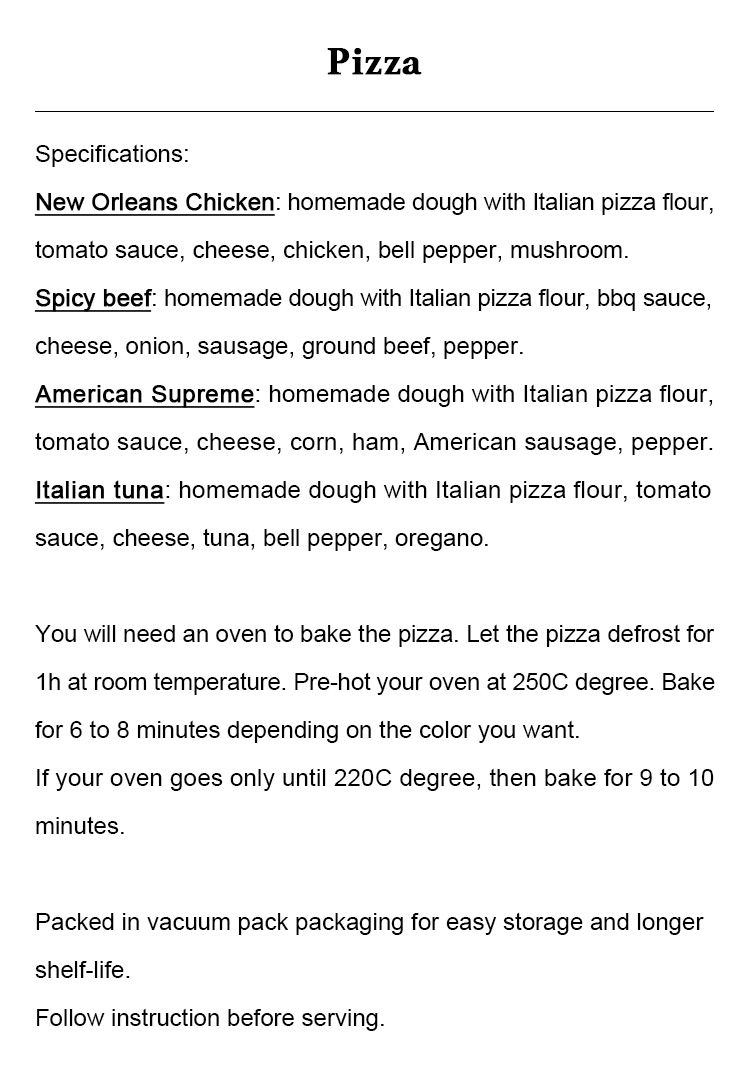 Pizza
Specifications:
New Orleans Chicken: homemade dough with Italian pizza flour,
tomato sauce, cheese, chicken, bell pepper, mushroom.
Spicy beef: homemade dough with Italian pizza flour, bbq sauce,
cheese, onion, sausage, ground beef, pepper.
American Supreme: homemade dough with Italian pizza flour,
tomato sauce, cheese, corn, ham, American sausage, pepper.
Italian tuna: homemade dough with Italian pizza flour, tomato
sauce, cheese, tuna, bell pepper, oregano.
You will need an oven to bake the pizza. Let the pizza defrost for
1h at room temperature. Pre-hot your oven at 250C degree. Bake
for 6 to 8 minutes depending on the color you want.
If your oven goes only until 220C degree, then bake for 9 to 10
minutes.
Packed in vacuum pack packaging for easy storage and longer
shelf-life.
Follow instruction before serving.